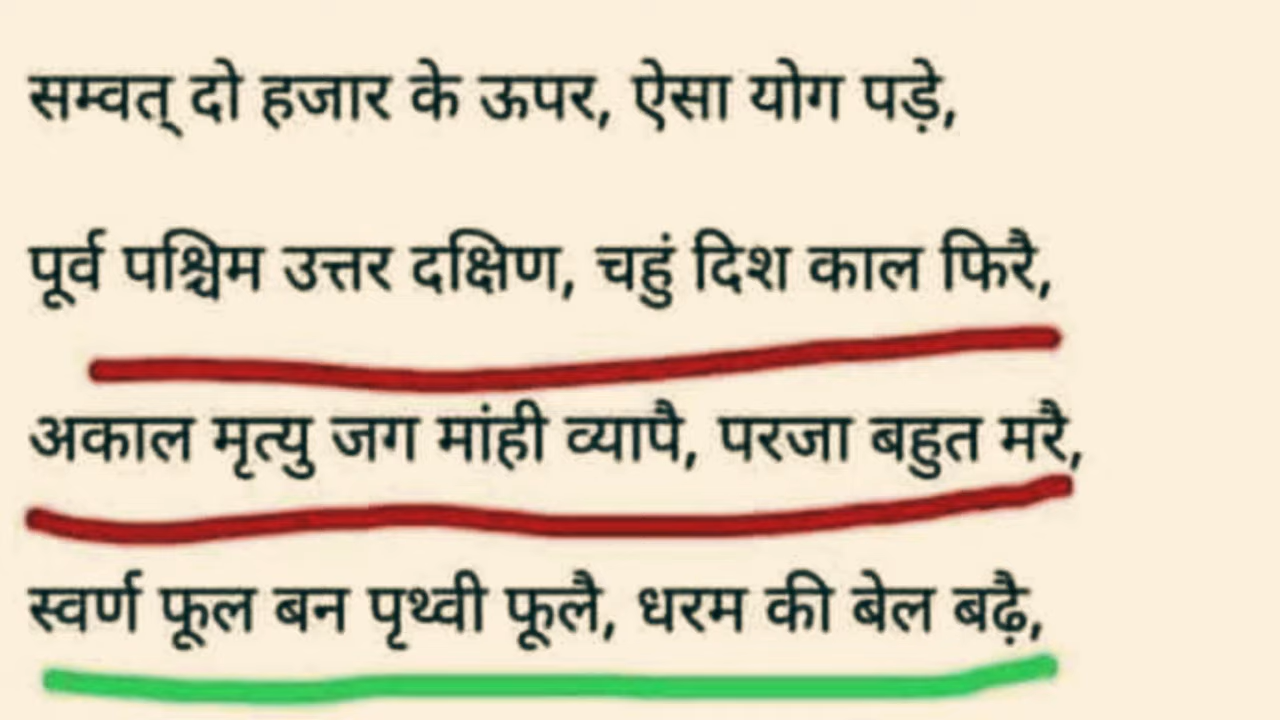 सम्वत् दो हजार के ऊपर, ऐसा योग पड़े,
पूर्व पश्चिम उत्तर दक्षिण, चहुं दिश काल फिरै,
अकाल मृत्यु जग मांही व्यापै, परजा बहुत मरै,
स्वर्ण फूल बन पृथ्वी फूलै, धरम की बेल बढ़ै,